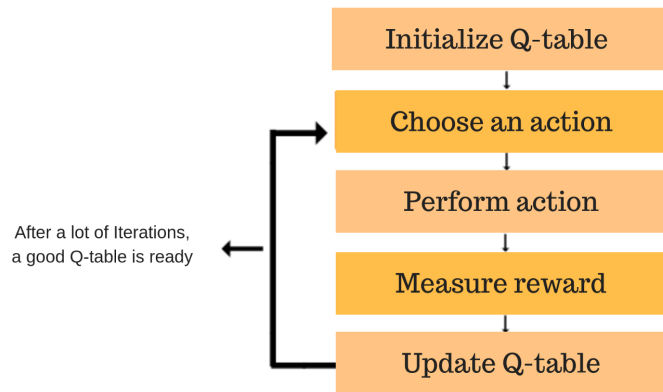 Initialize Q-table
Choose an action
Perform action
After a lot of Iterations,
a good Q-table is ready
Measure reward
Update Q-table